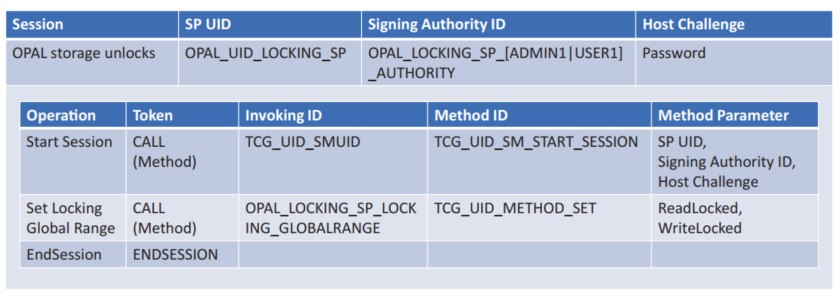 Session SP UID Signing Authority ID Host Challenge
OPAL storage unlocks OPAL_UID_LOCKING_SP OPAL_LOCKING_SP_[ADMIN1|USER1] Password
_AUTHORITY
Operation Token Invoking ID Method ID Method Parameter
Start Session CALL TCG_UID_SMUID TCG_UID_SM_START_SESSION SP UID,
(Method) Signing Authority ID,
Host Challenge
Set Locking CALL OPAL_LOCKING_SP_LOCK TCG_UID_METHOD_SET ReadLocked,
Global Range (Method) ING_GLOBALRANGE WriteLocked
EndSession ENDSESSION